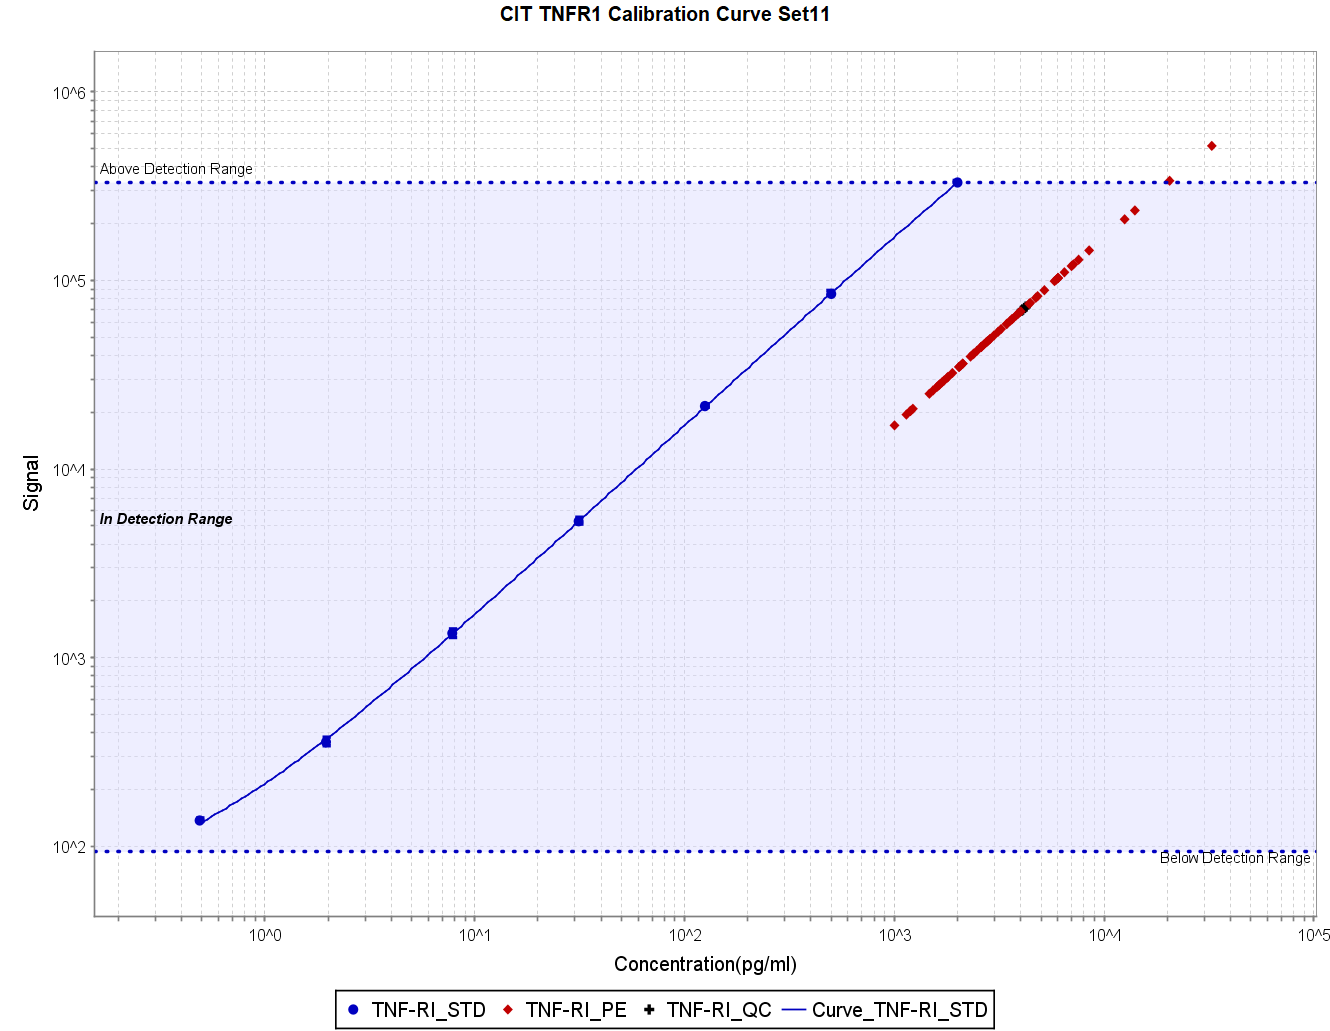 CIT TNFR1 Calibration Curve Set11
10^6
Above Detection Range
10^5
10^4
Signal
In Detection Range
10^3
10^2
Below Detection Range
10^0 10^1 10^2 10^3 10^4 10^5
Concentration(pg/ml)
TNF-RI_STD TNF-RI_PE TNF-RI_QC Curve_TNF-RI_STD